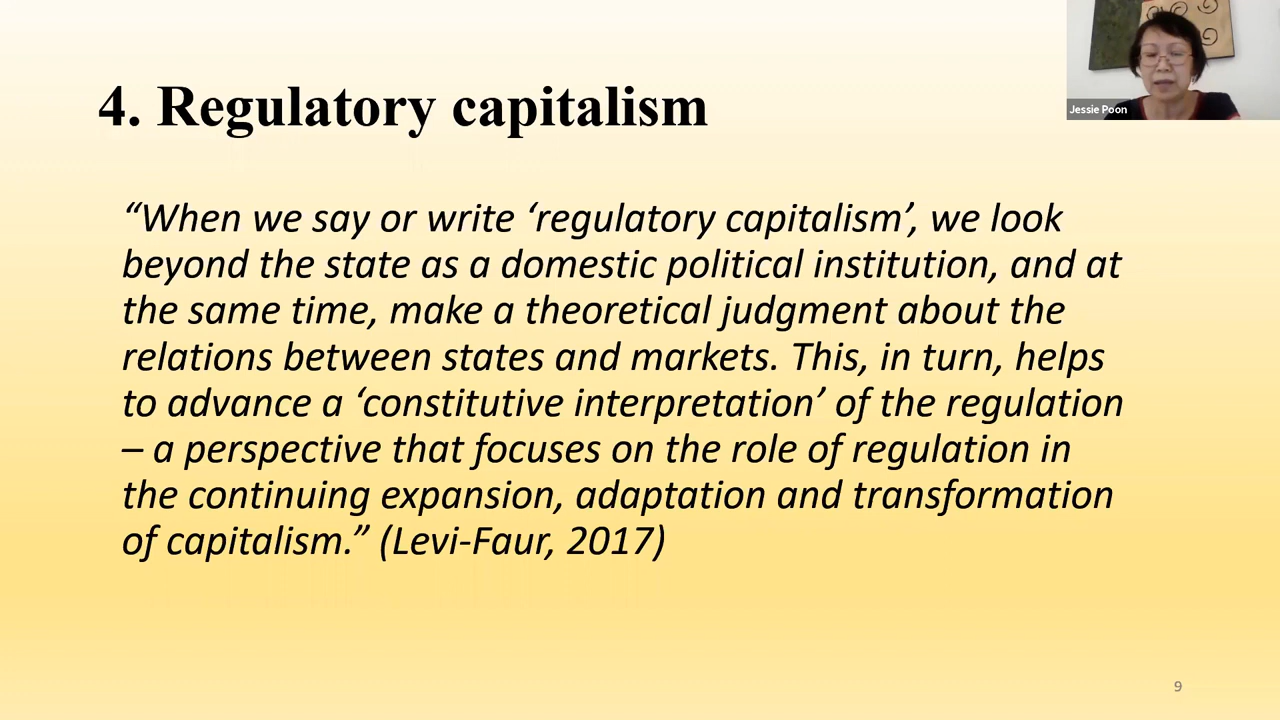 4. Regulatory capitalism
Jessie Poon
“When we say or write ‘regulatory capitalism’, we look
beyond the state as a domestic political institution, and at
the same time, make a theoretical judgment about the
relations between states and markets. This, in turn, helps
to advance a ‘constitutive interpretation’ of the regulation
– a perspective that focuses on the role of regulation in
the continuing expansion, adaptation and transformation
of capitalism.” (Levi-Faur, 2017)
9